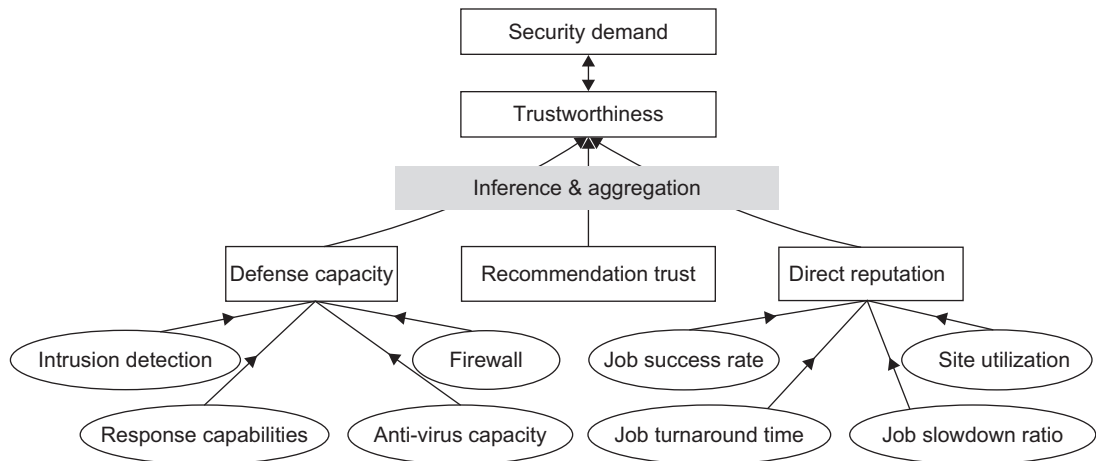 Security demand
Trustworthiness
Inference & aggregation
Defense capacity
Recommendation trust
Direct reputation
Intrusion detection
Firewall
Job success rate
Site utilization
Response capabilities
Anti-virus capacity
Job turnaround time
Job slowdown ratio